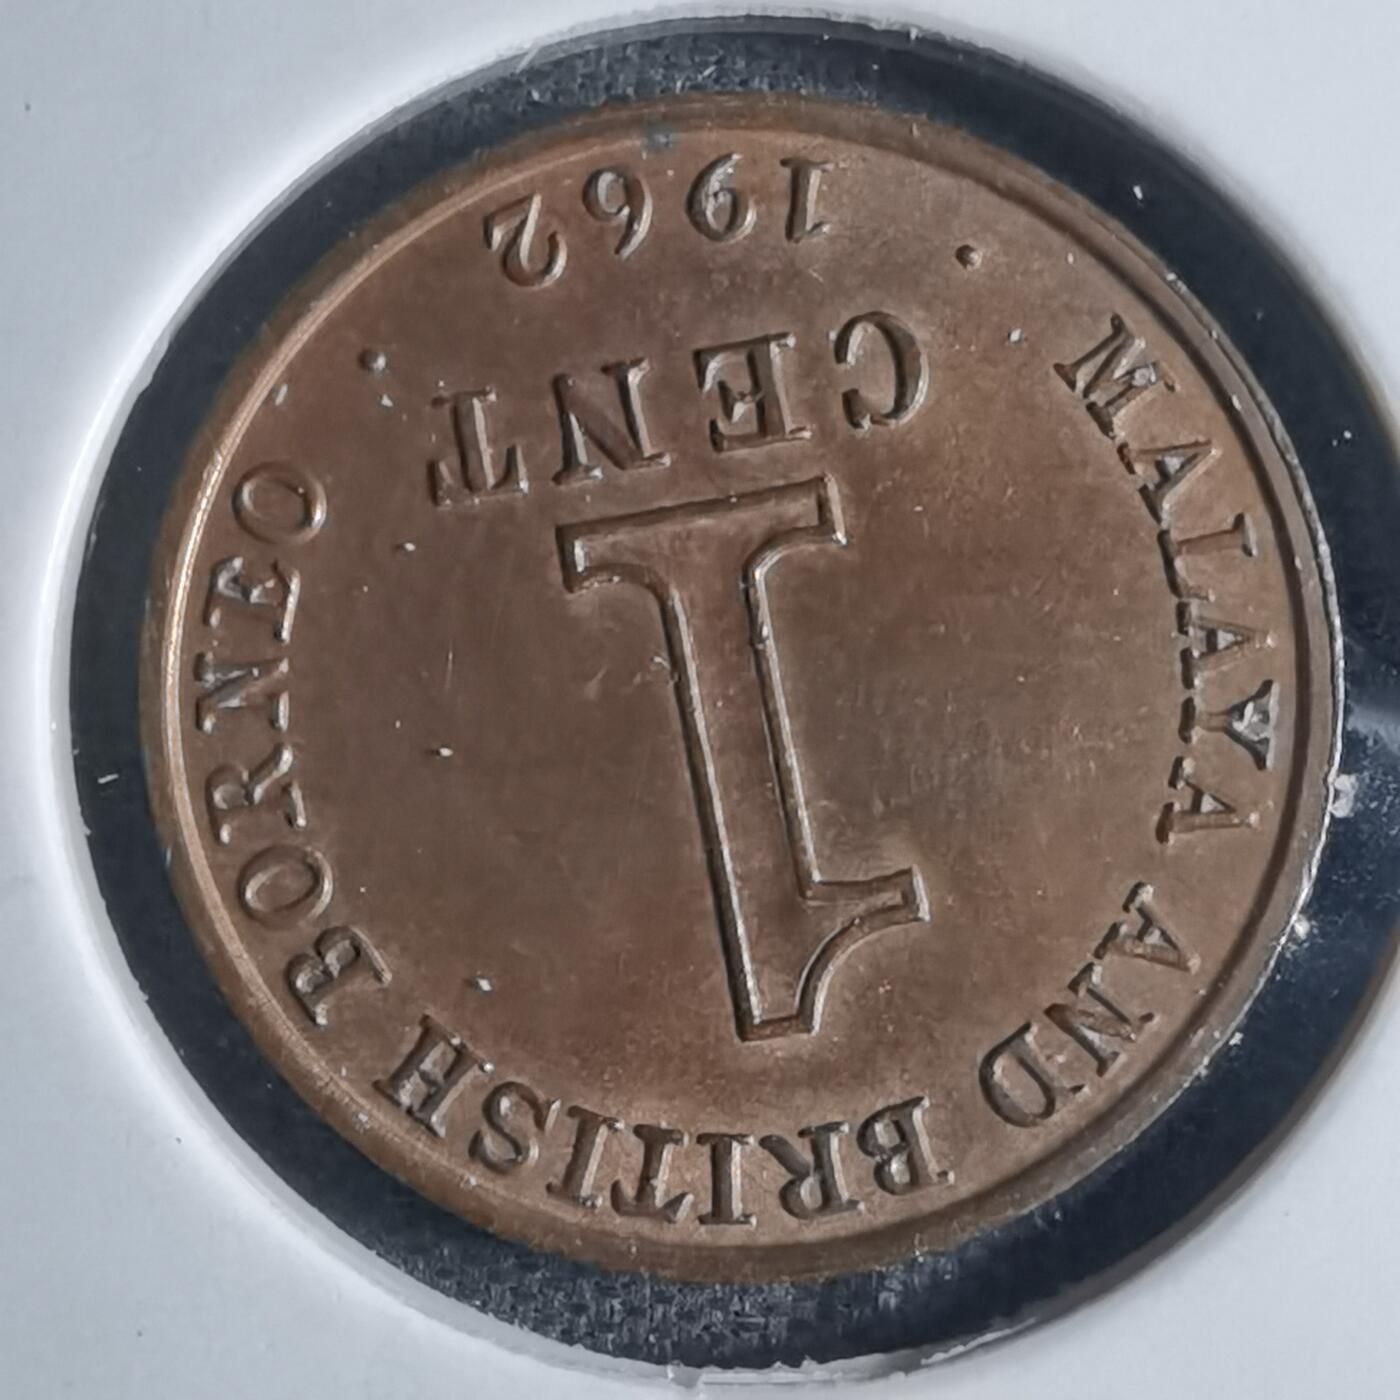 MALAYA AND BRITISH BORNEO
1
CENT
1962